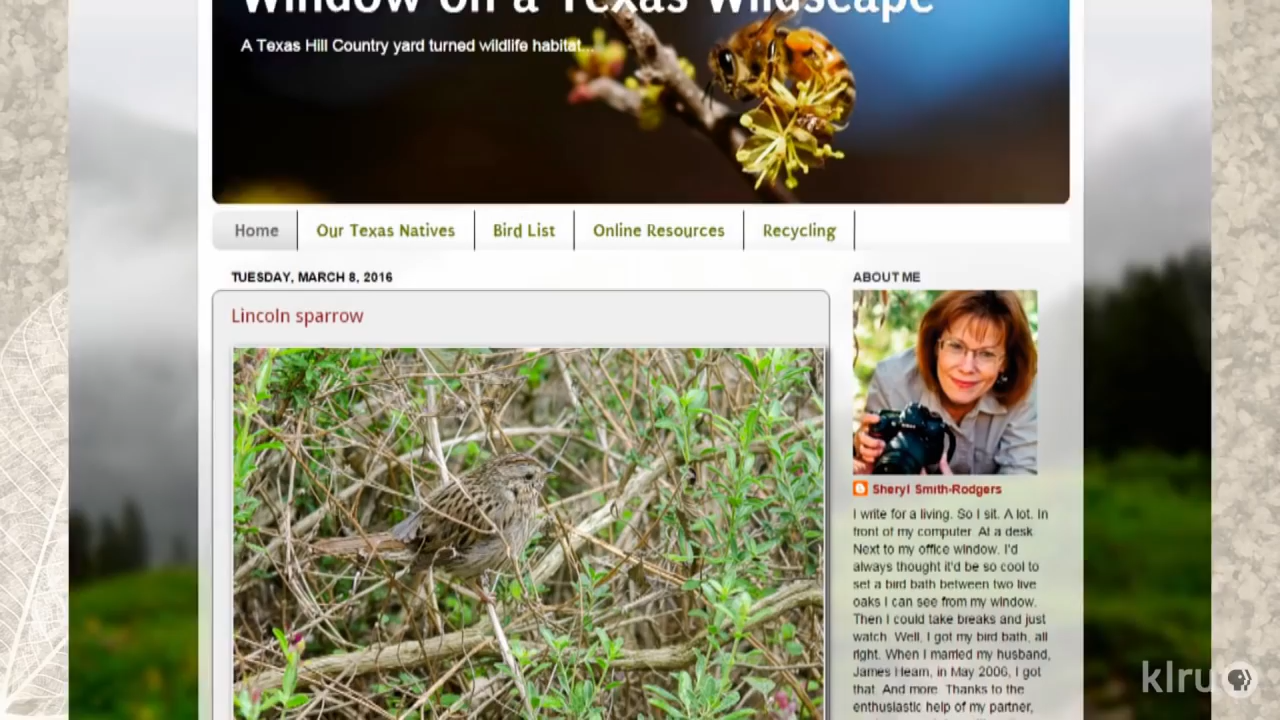 Window on a Texas Wildscape
A Texas Hill Country yard turned wildlife habitat...
Home
Our Texas Natives
Bird List
Online Resources
Recycling
TUESDAY, MARCH 8, 2016
Lincoln sparrow
ABOUT ME
Sheryl Smith-Rodgers
I write for a living. So I sit. A lot. In
front of my computer. At a desk.
Next to my office window. I'd
always thought it'd be so cool to
set a bird bath between two live
oaks I can see from my window.
Then I could take breaks and just
watch. Well, I got my bird bath, all
right. When I married my husband,
James Hearn, in May 2006, I got
that. And more. Thanks to the
enthusiastic help of my partner,
klru